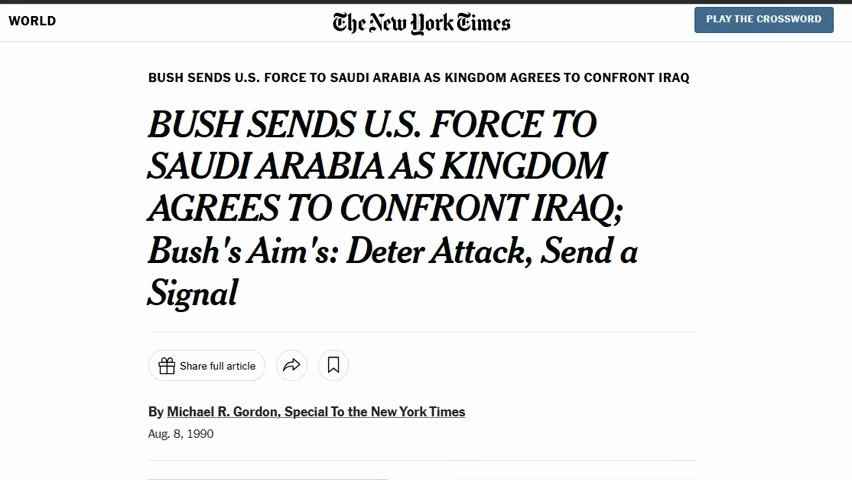 WORLD
The New York Times
PLAY THE CROSSWORD
BUSH SENDS U.S. FORCE TO SAUDI ARABIA AS KINGDOM AGREES TO CONFRONT IRAQ
BUSH SENDS U.S. FORCE TO
SAUDI ARABIA AS KINGDOM
AGREES TO CONFRONT IRAQ;
Bush's Aim's: Deter Attack, Send a
Signal
Share full article
By Michael R. Gordon, Special To the New York Times
Aug. 8, 1990